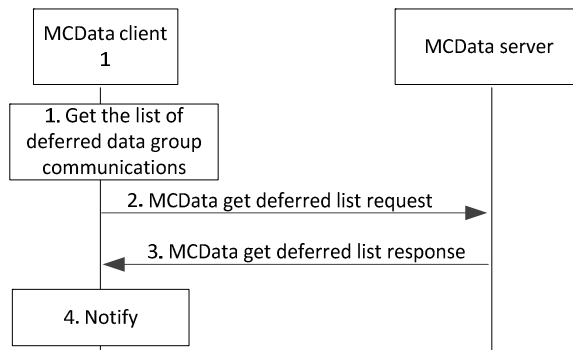 MCData client
1
MCData server
1. Get the list of
deferred data group
communications
2. MCData get deferred list request
3. MCData get deferred list response
4. Notify